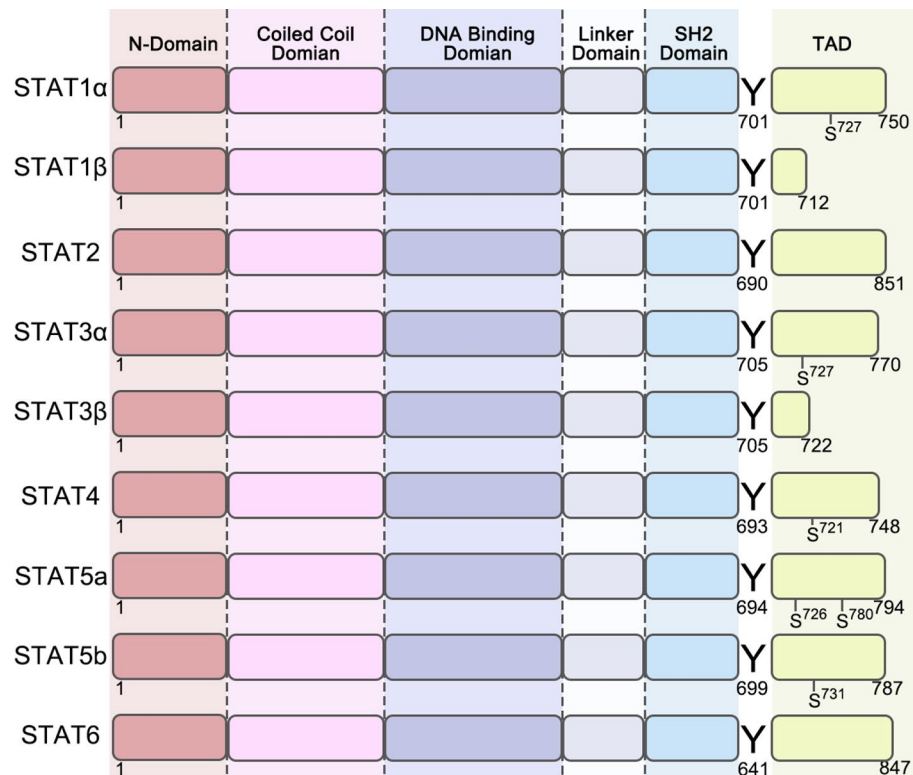 N-Domain Coiled Coil DNA Binding Linker SH2 TAD
Domian Domian Domain Domain
STAT1α Y
1 701 S727 750
STAT1β Y
1 701 712
STAT2 Y
1 690 851
STAT3α Y
1 705 S727 770
STAT3β Y
1 705 722
STAT4 Y
1 693 S721 748
STAT5a Y
1 694 S726 S780 794
STAT5b Y
1 699 S731 787
STAT6 Y
1 641 847